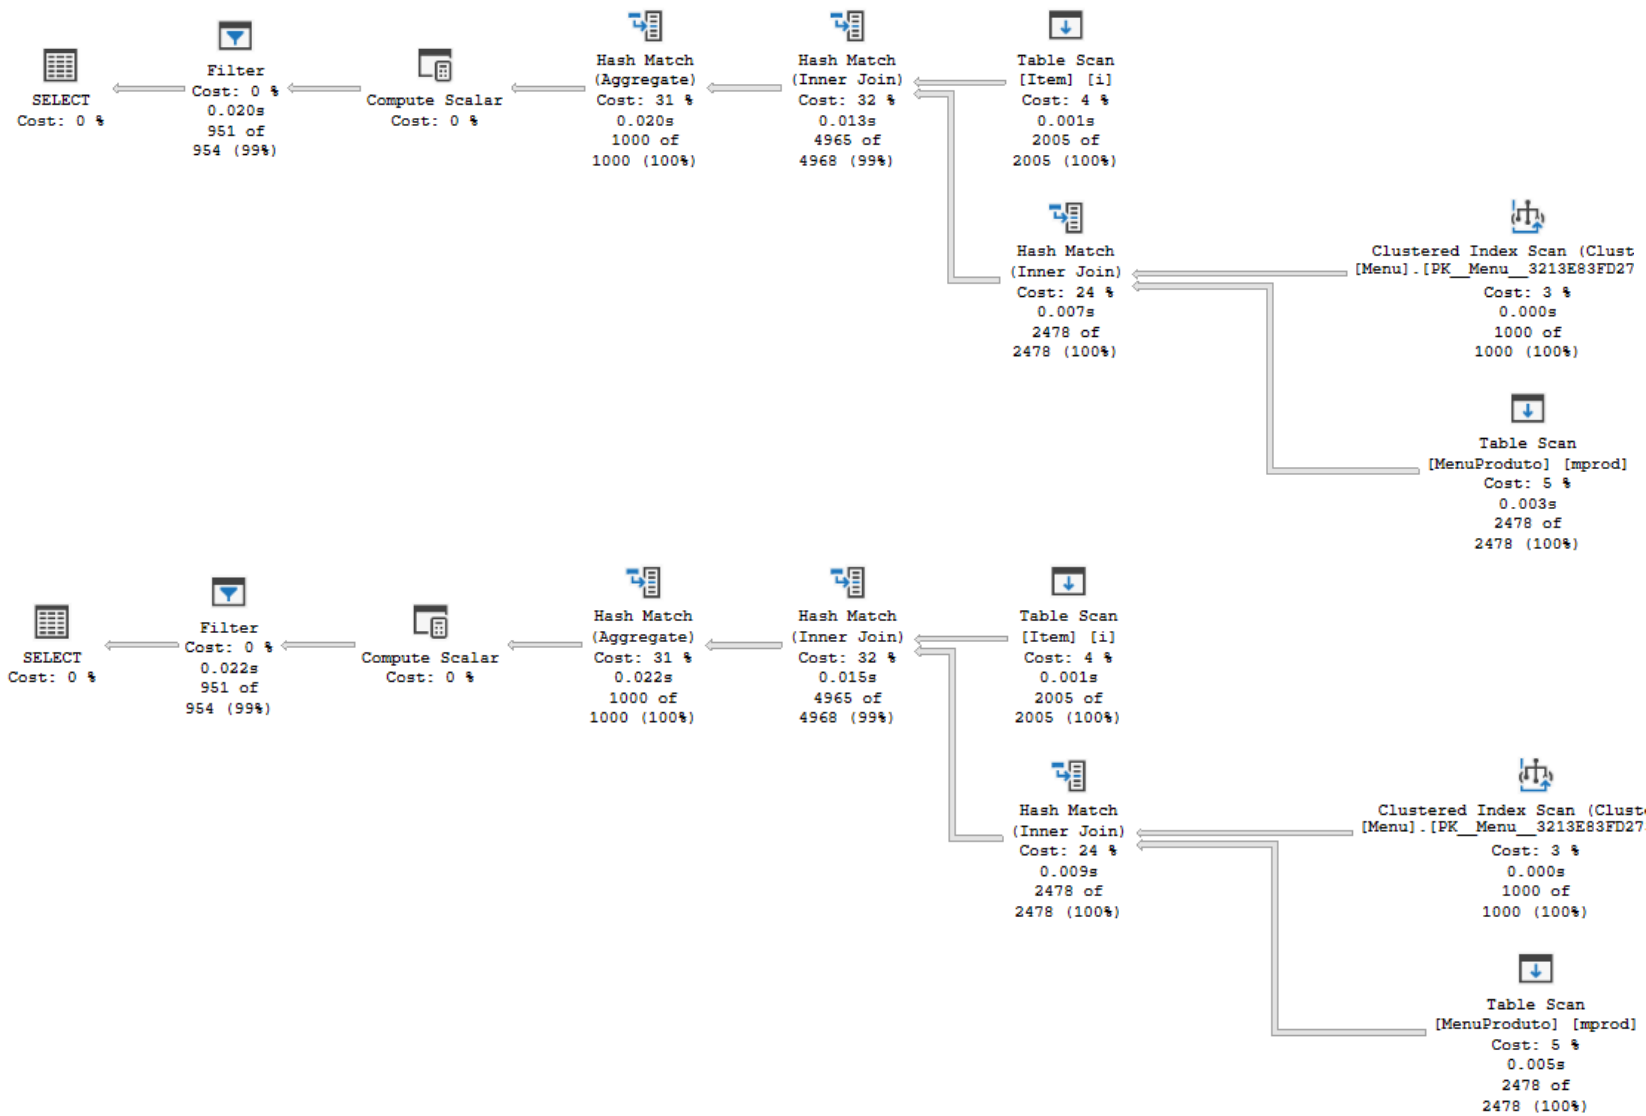 SELECT
Cost: 0 %
Filter
Cost: 0 %
0.020s
951 of
954 (99%)
Compute Scalar
Cost: 0 %
Hash Match
(Aggregate)
Cost: 31 %
0.020s
1000 of
1000 (100%)
Hash Match
(Inner Join)
Cost: 32 %
0.013s
4965 of
4968 (99%)
Table Scan
[Item] [i]
Cost: 4 %
0.001s
2005 of
2005 (100%)
Hash Match
(Inner Join)
Cost: 24 %
0.007s
2478 of
2478 (100%)
Clustered Index Scan (Clust
[Menu].[PK__Menu__3213E83FD27
Cost: 3 %
0.000s
1000 of
1000 (100%)
Table Scan
[MenuProduto] [mprod]
Cost: 5 %
0.003s
2478 of
2478 (100%)
SELECT
Cost: 0 %
Filter
Cost: 0 %
0.022s
951 of
954 (99%)
Compute Scalar
Cost: 0 %
Hash Match
(Aggregate)
Cost: 31 %
0.022s
1000 of
1000 (100%)
Hash Match
(Inner Join)
Cost: 32 %
0.015s
4965 of
4968 (99%)
Table Scan
[Item] [i]
Cost: 4 %
0.001s
2005 of
2005 (100%)
Hash Match
(Inner Join)
Cost: 24 %
0.009s
2478 of
2478 (100%)
Clustered Index Scan (Clust
[Menu].[PK__Menu__3213E83FD27
Cost: 3 %
0.000s
1000 of
1000 (100%)
Table Scan
[MenuProduto] [mprod]
Cost: 5 %
0.005s
2478 of
2478 (100%)